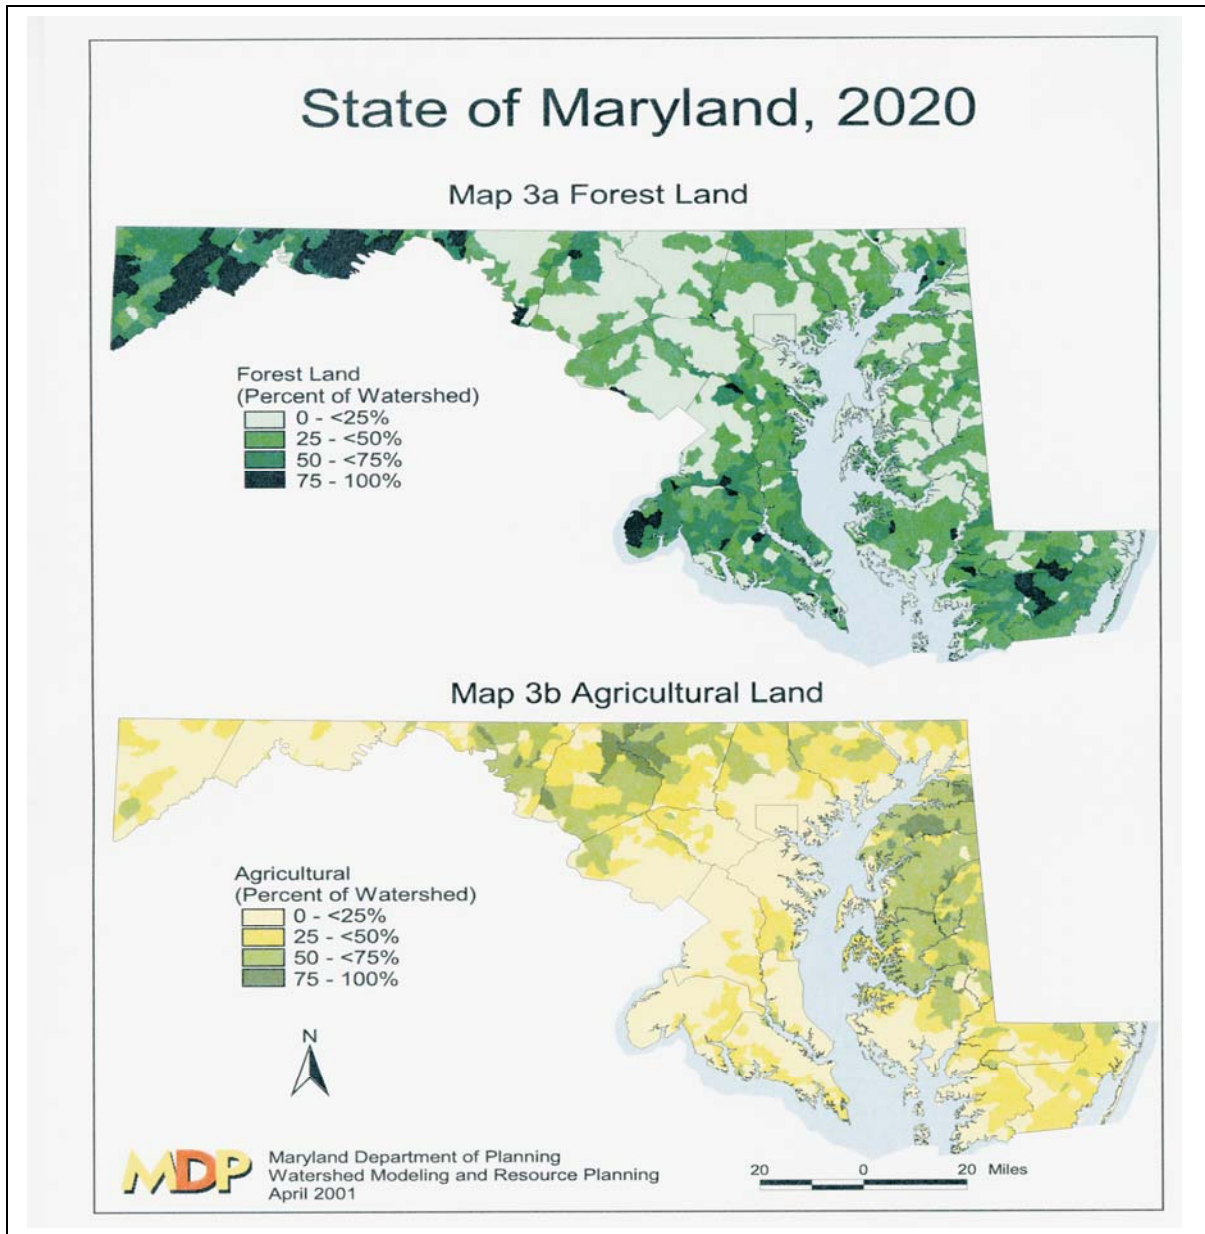 State of Maryland, 2020
Map 3a Forest Land
Forest Land
(Percent of Watershed)
0 - <25%
25 - <50%
50 - <75%
75 - 100%
Map 3b Agricultural Land
Agricultural
(Percent of Watershed)
0 - <25%
25 - <50%
50 - <75%
75 - 100%
N
MDP
Maryland Department of Planning
Watershed Modeling and Resource Planning
April 2001
20 0 20 Miles